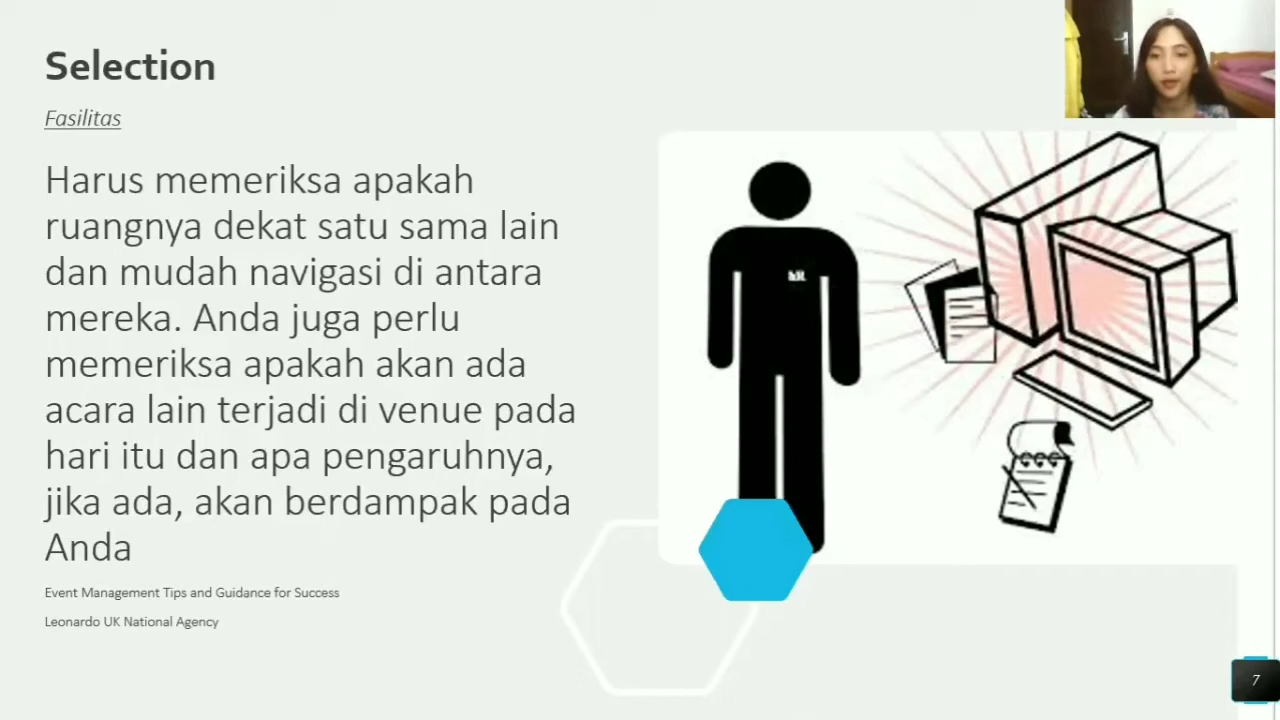 Selection
Fasilitas
Harus memeriksa apakah
ruangnya dekat satu sama lain
dan mudah navigasi di antara
mereka. Anda juga perlu
memeriksa apakah akan ada
acara lain terjadi di venue pada
hari itu dan apa pengaruhnya,
jika ada, akan berdampak pada
Anda
Event Management Tips and Guidance for Success
Leonardo UK National Agency
7